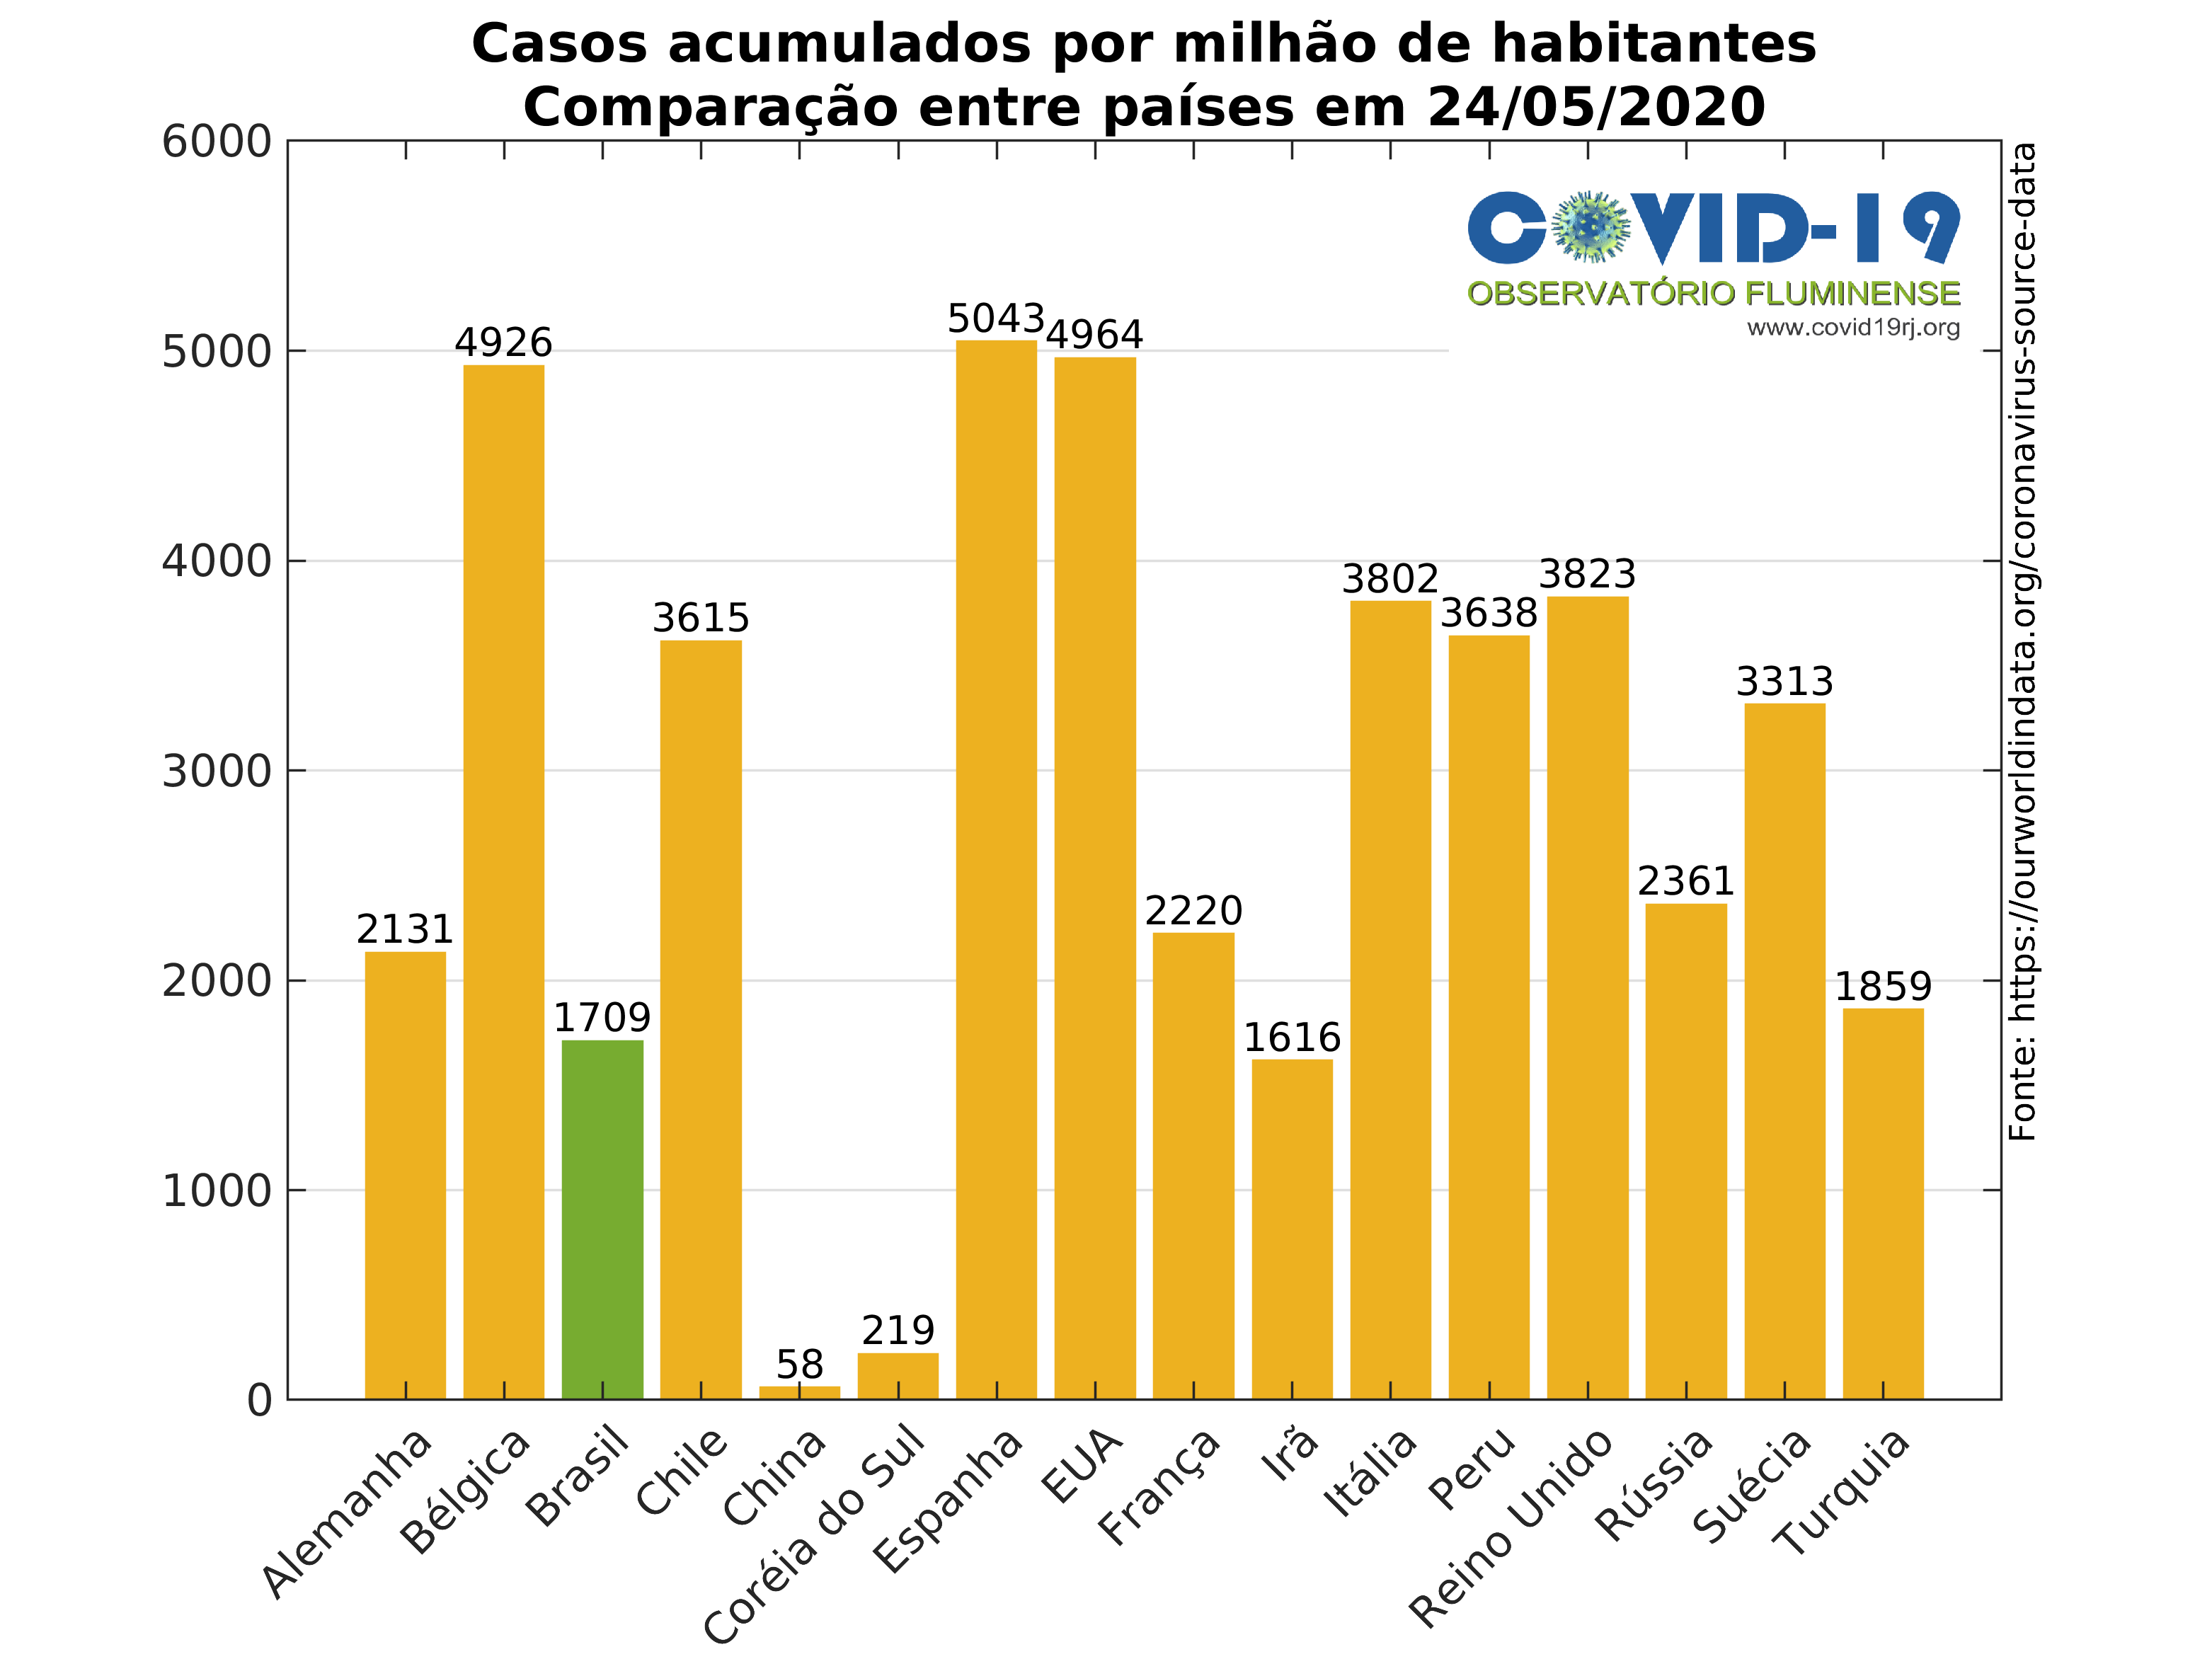 Casos acumulados por milhão de habitantes
Comparação entre países em 24/05/2020
6000
5000
4000
3000
2000
1000
0
COVID-19
OBSERVATÓRIO FLUMINENSE
www.covid19rj.org
2131
4926
1709
3615
58
219
5043
4964
2220
1616
3802
3638
3823
2361
3313
1859
Alemanha
Bélgica
Brasil
Chile
China
Coréia do Sul
Espanha
EUA
França
Irã
Itália
Peru
Reino Unido
Rússia
Suécia
Turquia
Fonte: https://ourworldindata.org/coronavirus-source-data